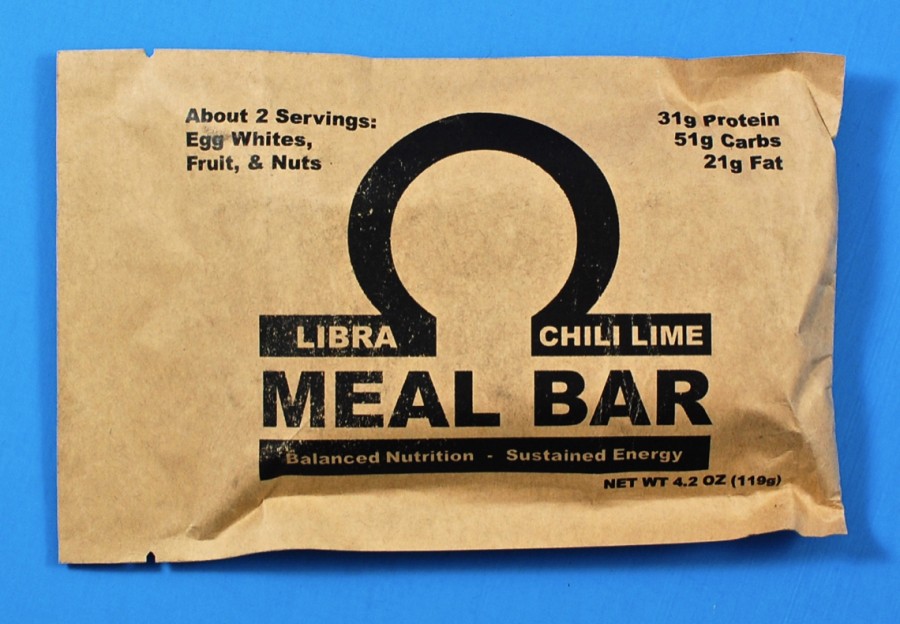 About 2 Servings:
Egg Whites,
Fruit, & Nuts
31g Protein
51g Carbs
21g Fat
LIBRA
CHILI LIME
MEAL BAR
Balanced Nutrition - Sustained Energy
NET WT 4.2 OZ (119g)